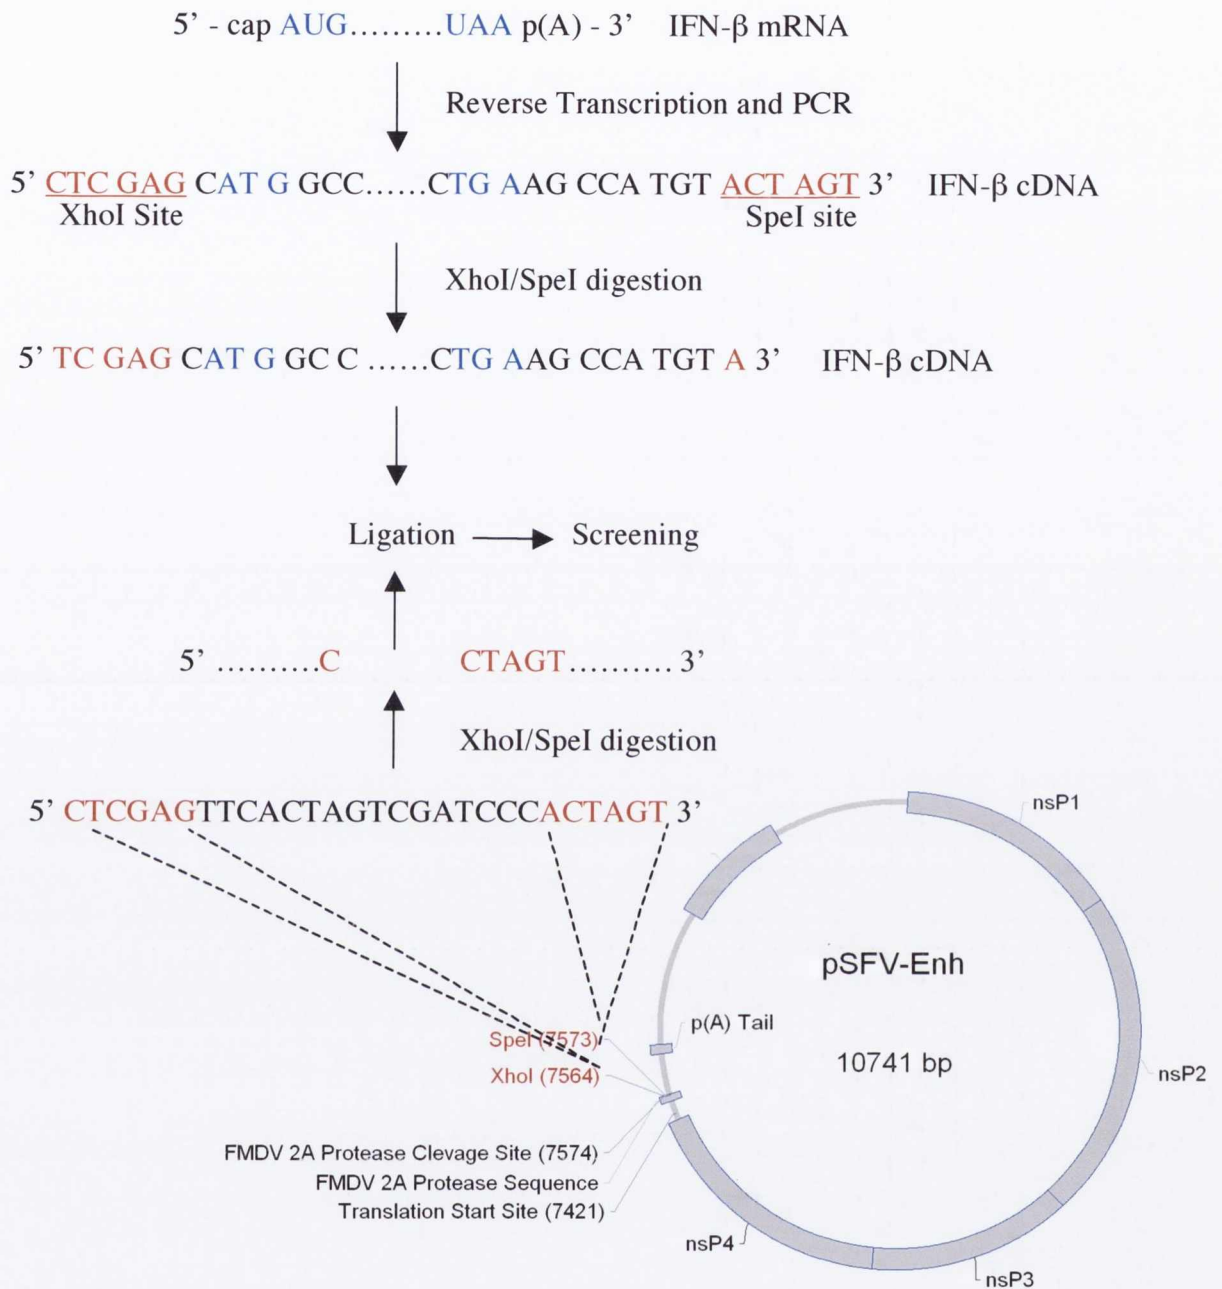 5' - cap AUG.........UAA p(A) - 3' IFN-β mRNA
Reverse Transcription and PCR
5' CTC GAG CAT G GCC......CTG AAG CCA TGT ACT AGT 3' IFN-β cDNA
XhoI Site SpeI site
XhoI/SpeI digestion
5' TC GAG CAT G GCC ......CTG AAG CCA TGT A 3' IFN-β cDNA
Ligation Screening
5' ..........C CTAGT.......... 3'
XhoI/SpeI digestion
5' CTCGAGTTCACTAGTCGATCCCACTAGT 3'
nsP1
pSFV-Enh
p(A) Tail
SpeI (7573)
10741 bp
XhoI (7564)
nsP2
FMDV 2A Protease Clevage Site (7574)
FMDV 2A Protease Sequence
Translation Start Site (7421)
nsP4
nsP3